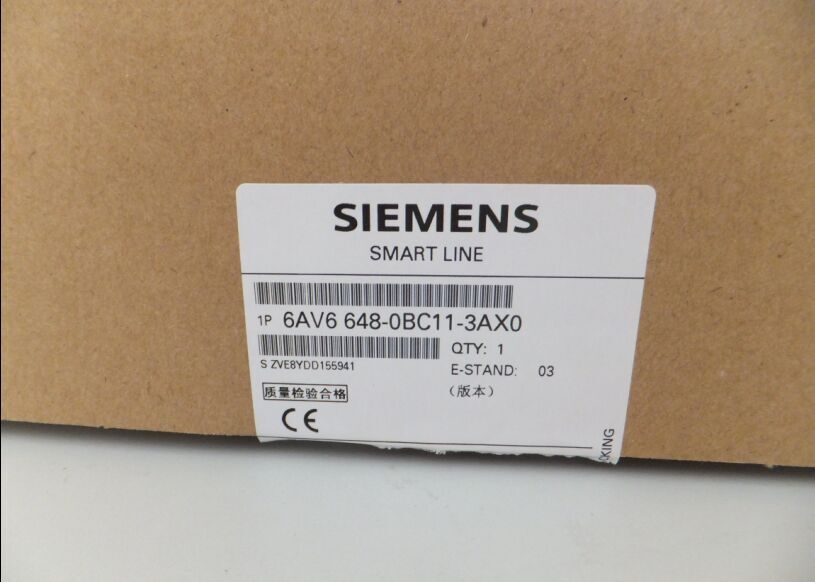 SIEMENS
SMART LINE
1P 6AV6 648-0BC11-3AX0
QTY: 1
S ZVE8YDD155941
E-STAND: 03
质量检验合格
(版本)
CE